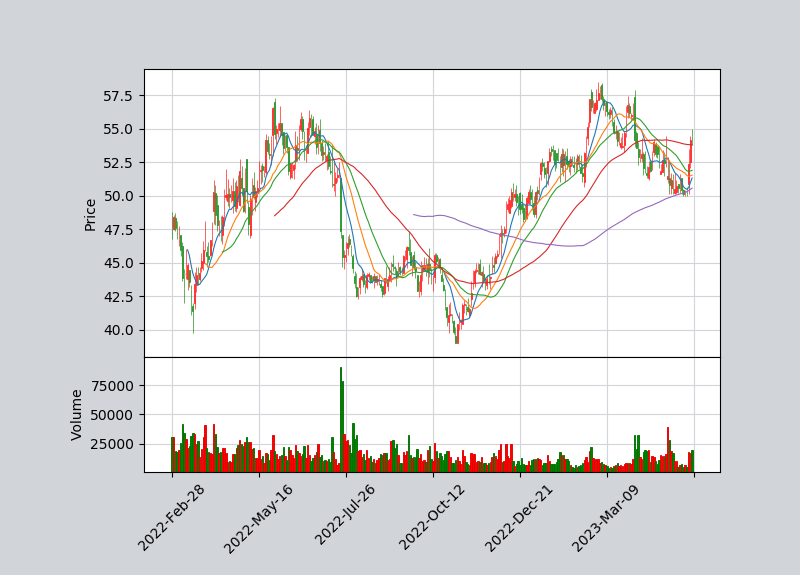 57.5
55.0
52.5
50.0
47.5
45.0
42.5
40.0
Price
75000
50000
25000
Volume
2022-Feb-28
2022-May-16
2022-Jul-26
2022-Oct-12
2022-Dec-21
2023-Mar-09